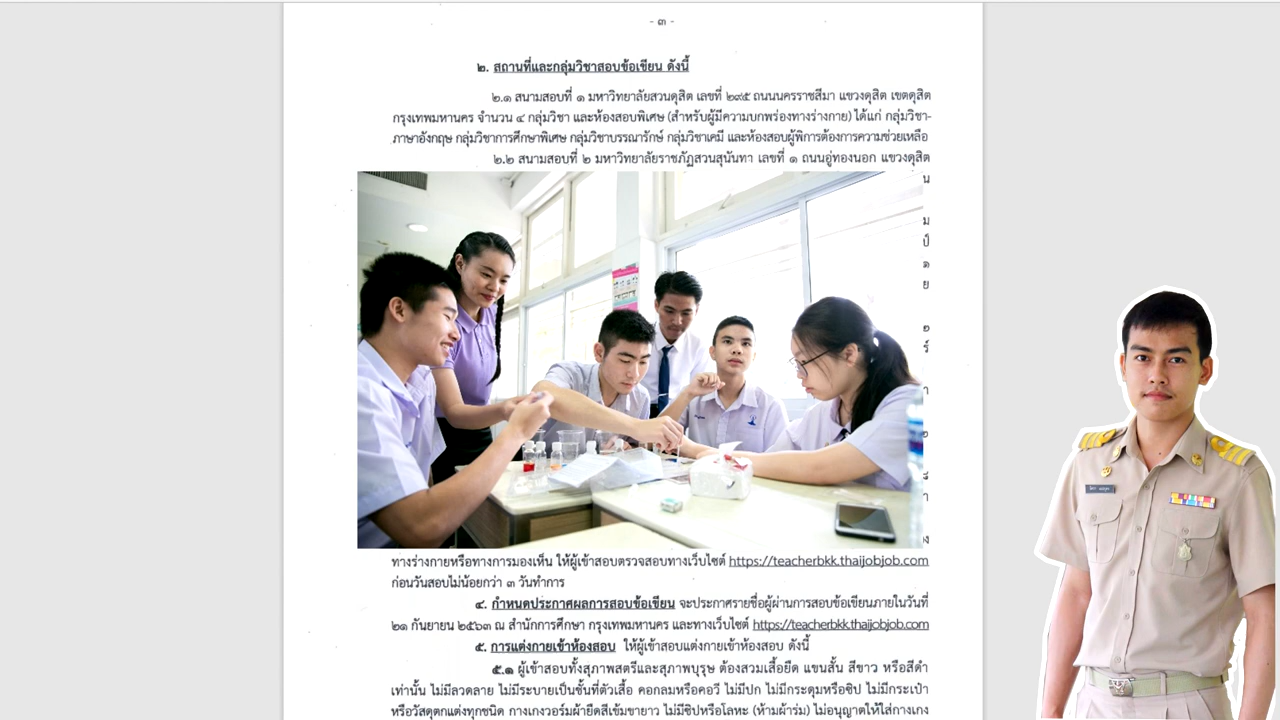 - ๓ -
๒. สถานที่และกลุ่มวิชาสอบข้อเขียน ดังนี้
๒.๑ สนามสอบที่ ๑ มหาวิทยาลัยสวนดุสิต เลขที่ ๒๙๕ ถนนนครราชสีมา แขวงดุสิต เขตดุสิต
กรุงเทพมหานคร จำนวน ๔ กลุ่มวิชา และห้องสอบพิเศษ (สำหรับผู้มีความบกพร่องทางร่างกาย) ได้แก่ กลุ่มวิชา-
ภาษาอังกฤษ กลุ่มวิชาการศึกษาพิเศษ กลุ่มวิชาบรรณารักษ์ กลุ่มวิชาเคมี และห้องสอบผู้พิการต้องการความช่วยเหลือ
๒.๒ สนามสอบที่ ๒ มหาวิทยาลัยราชภัฏสวนสุนันทา เลขที่ ๑ ถนนอู่ทองนอก แขวงดุสิต
น
ม
ป์
๑
ย
๑
ร์
า
๒
ะ
า
ทางร่างกายหรือทางการมองเห็น ให้ผู้เข้าสอบตรวจสอบทางเว็บไซต์ https://teacherbkk.thaijobjob.com
ก่อนวันสอบไม่น้อยกว่า ๓ วันทำการ
๔. กำหนดประกาศผลการสอบข้อเขียน จะประกาศรายชื่อผู้ผ่านการสอบข้อเขียนภายในวันที่
๒๑ กันยายน ๒๕๖๓ ณ สำนักการศึกษา กรุงเทพมหานคร และทางเว็บไซต์ https://teacherbkk.thaijobjob.com
๕. การแต่งกายเข้าห้องสอบ ให้ผู้เข้าสอบแต่งกายเข้าห้องสอบ ดังนี้
๕.๑ ผู้เข้าสอบทั้งสุภาพสตรีและสุภาพบุรุษ ต้องสวมเสื้อยืด แขนสั้น สีขาว หรือสีดำ
เท่านั้น ไม่มีลวดลาย ไม่มีระบายเป็นชั้นที่ตัวเสื้อ คอกลมหรือคอวี ไม่มีปก ไม่มีกระดุมหรือซิป ไม่มีกระเป๋า
หรือวัสดุตกแต่งทุกชนิด กางเกงวอร์มผ้ายืดสีเข้มขายาว ไม่มีซิปหรือโลหะ (ห้ามผ้าร่ม) ไม่อนุญาตให้ใส่กางเกง